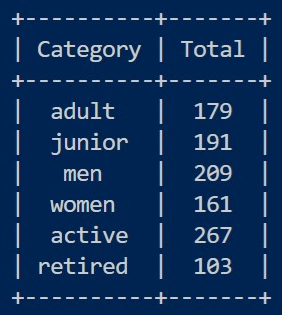 +----------+-------+
| Category | Total |
+----------+-------+
|  adult   |  179  |
|  junior  |  191  |
|   men    |  209  |
|  women   |  161  |
|  active  |  267  |
| retired  |  103  |
+----------+-------+